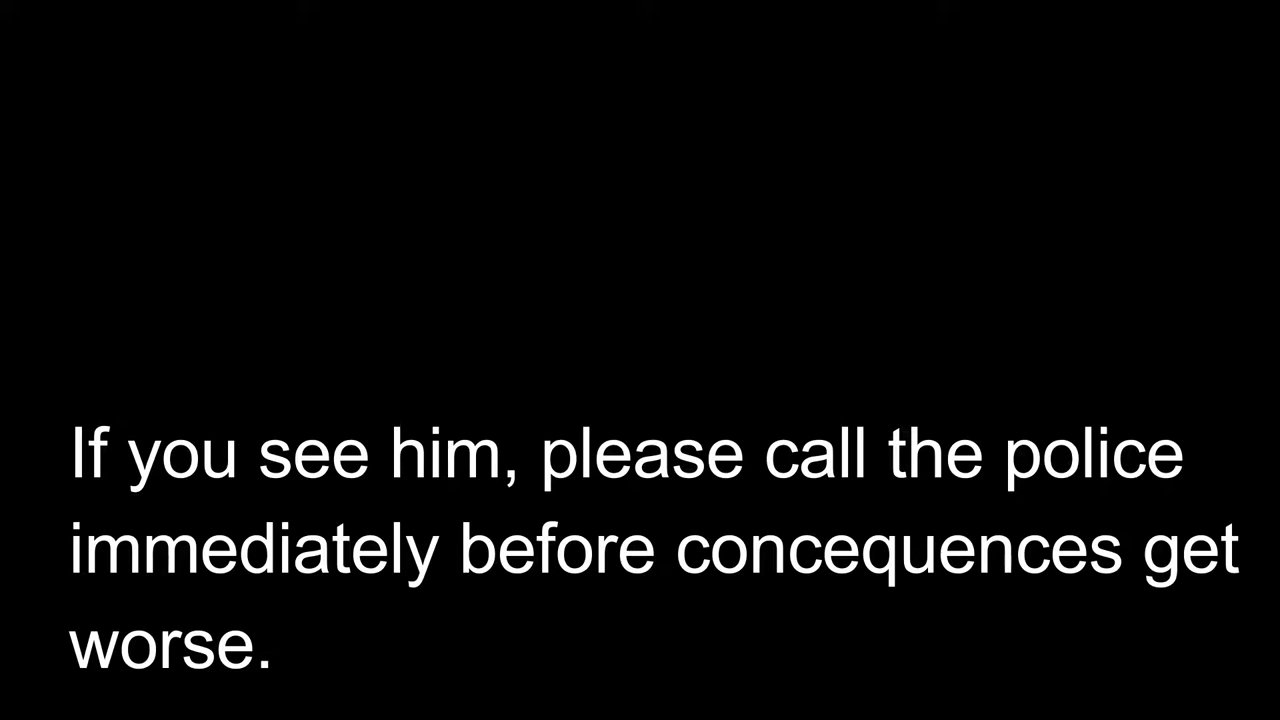 If you see him, please call the police
immediately before concequences get
worse.